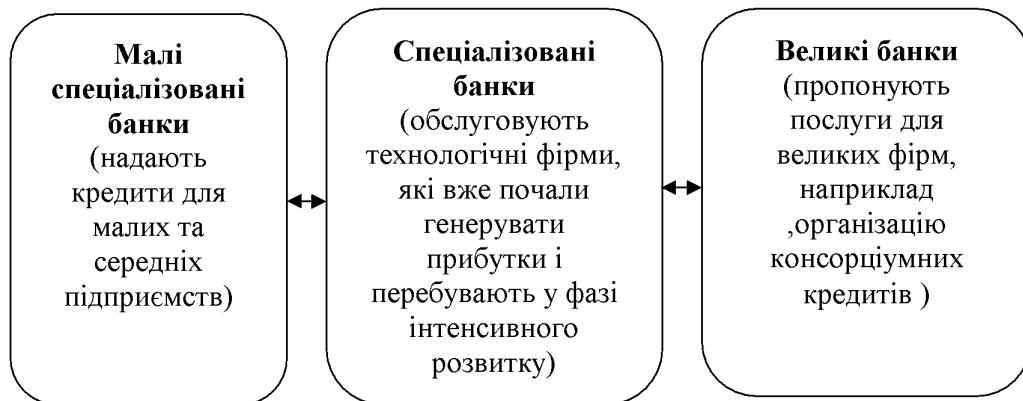 Малі
спеціалізовані
банки
(надають
кредити для
малих та
середніх
підприємств)
Спеціалізовані
банки
(обслуговують
технологічні фірми,
які вже почали
генерувати
прибутки і
перебувають у фазі
інтенсивного
розвитку)
Великі банки
(пропонують
послуги для
великих фірм,
наприклад
,організацію
консорціумних
кредитів )